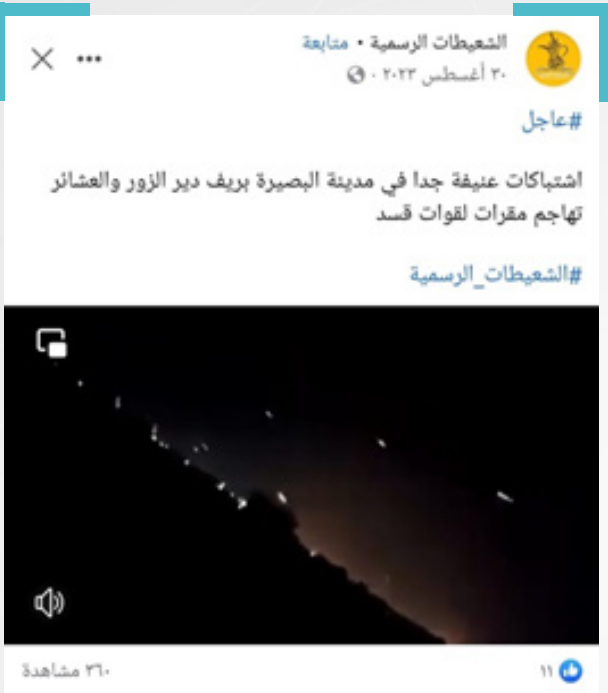 الشعيطات الرسمية • متابعة
٣٠ أغسطس ٢٠٢٣ ·
#عاجل
اشتباكات عنيفة جدا في مدينة البصيرة بريف دير الزور والعشائر
تهاجم مقرات لقوات قسد
#الشعيطات_الرسمية
١١
٣٦٠ مشاهدة